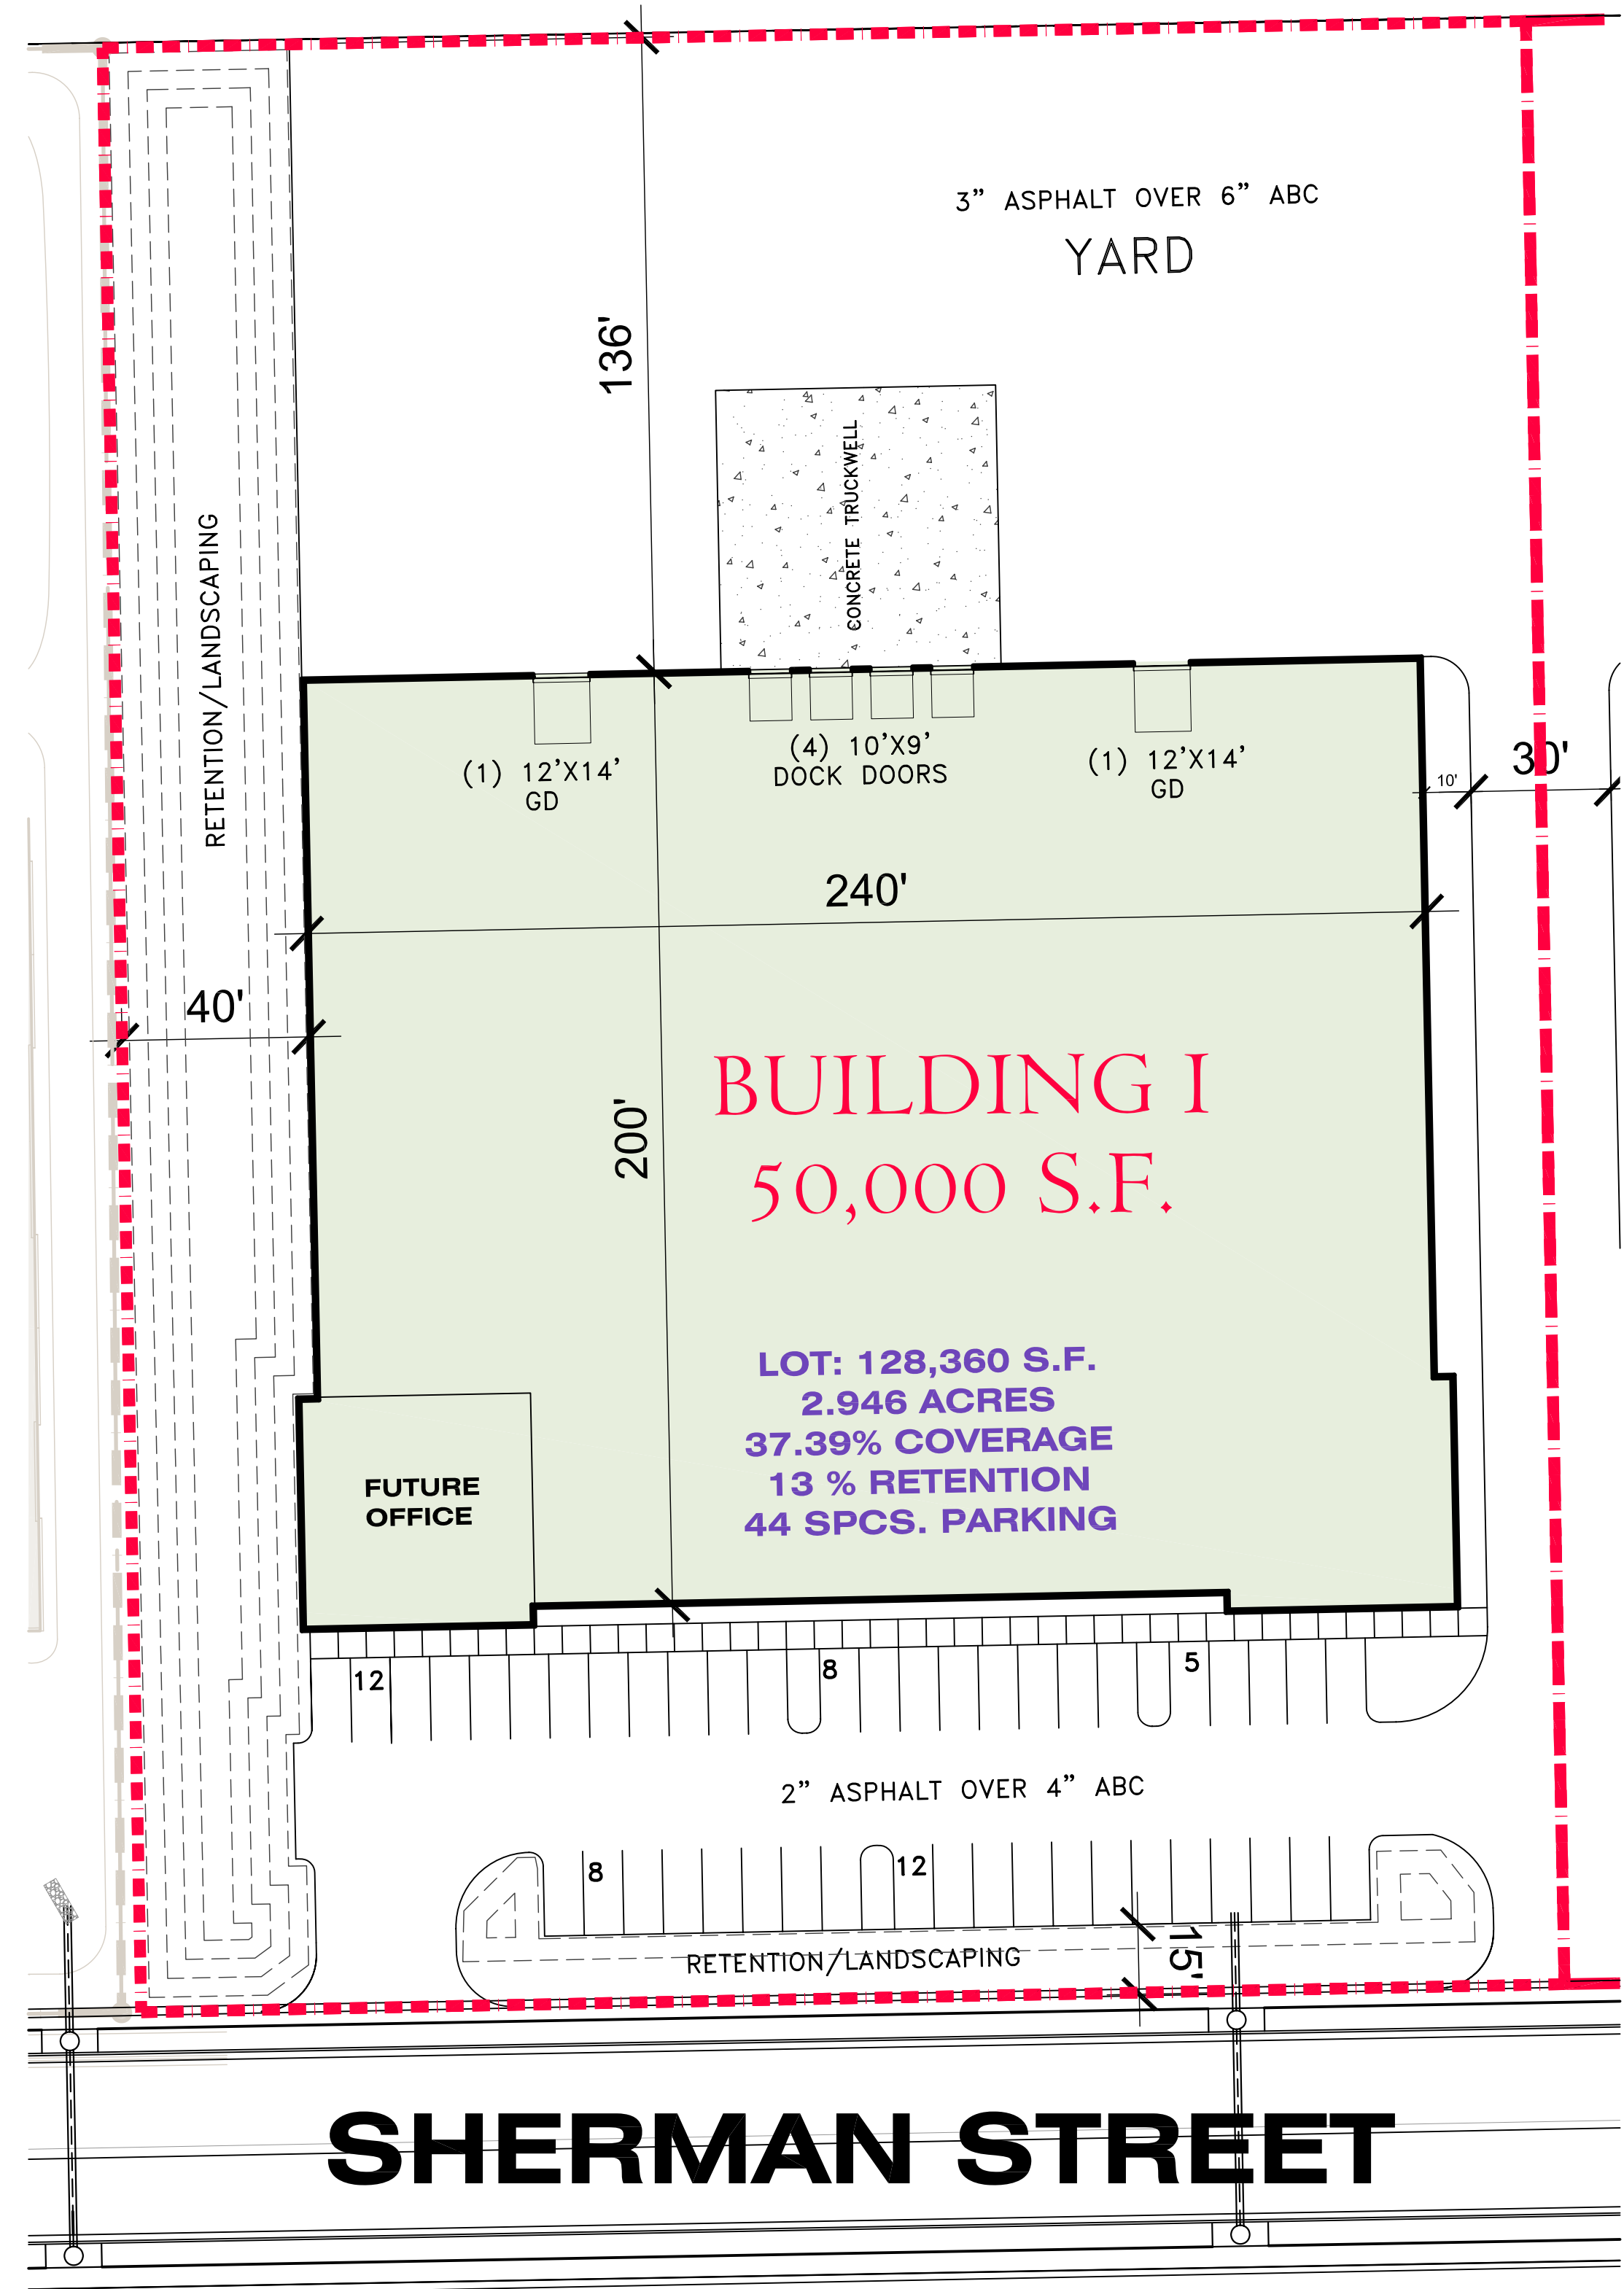 3” ASPHALT OVER 6” ABC
YARD
136'
CONCRETE TRUCKWELL
RETENTION/LANDSCAPING
(1) 12’X14’
GD
(4) 10’X9’
DOCK DOORS
(1) 12’X14’
GD
10'
30'
240'
40'
200'
BUILDING I
50,000 S.F.
LOT: 128,360 S.F.
2.946 ACRES
37.39% COVERAGE
13 % RETENTION
44 SPCS. PARKING
FUTURE
OFFICE
12
8
5
2” ASPHALT OVER 4” ABC
8
12
15'
RETENTION/LANDSCAPING
SHERMAN STREET